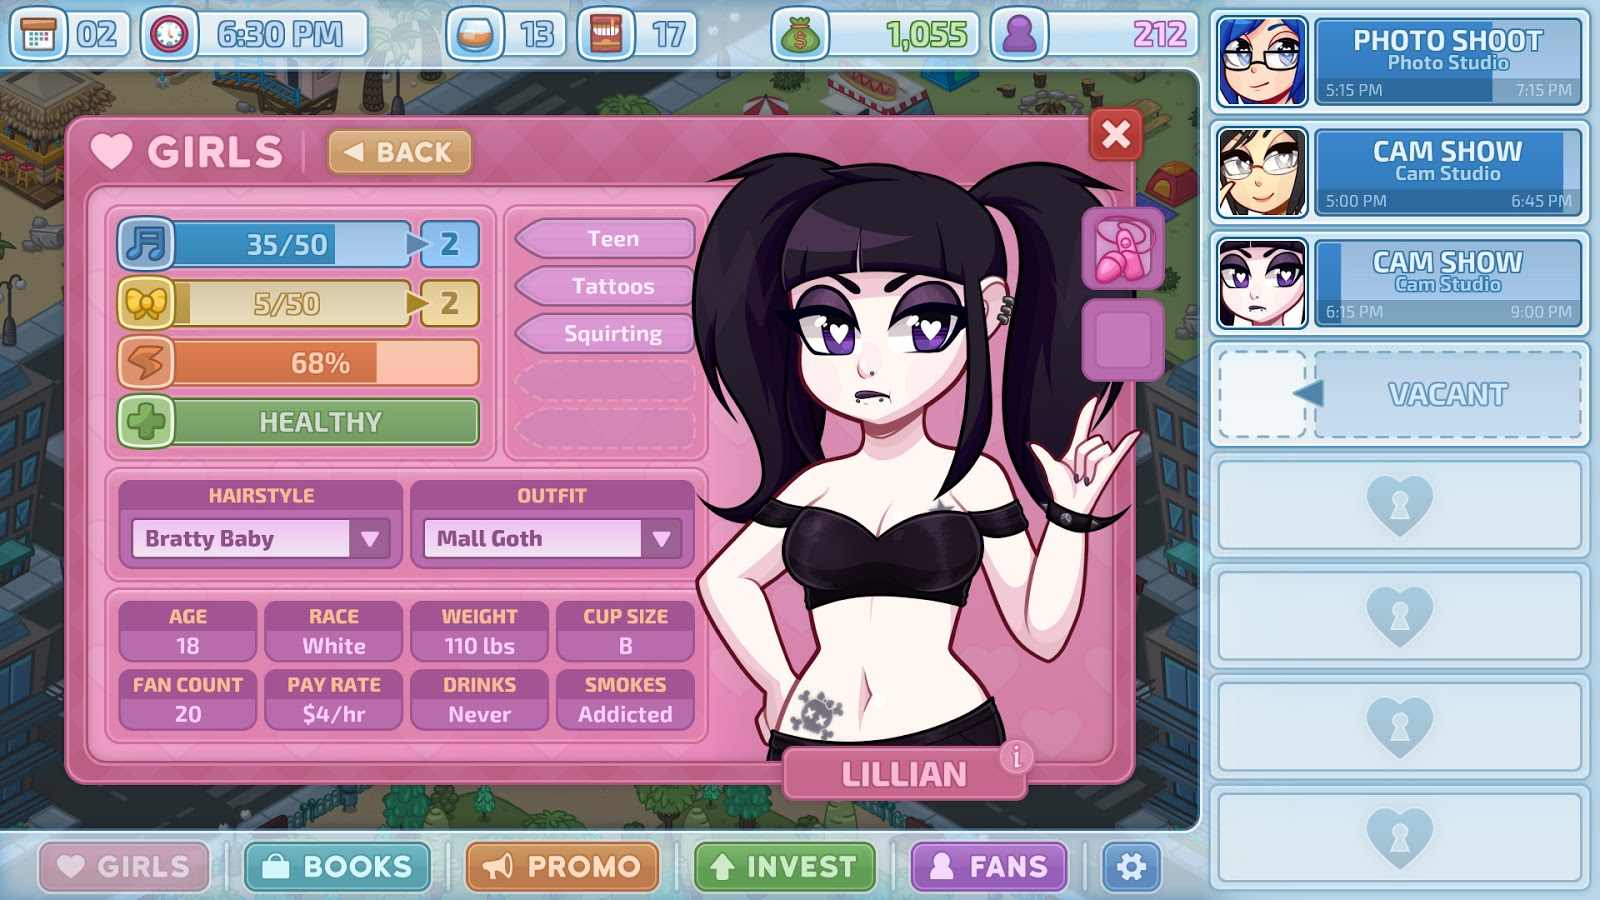 02
6:30 PM
13
17
1,055
212
GIRLS
BACK
35/50
2
5/50
2
68%
HEALTHY
Teen
Tattoos
Squirting
HAIRSTYLE
Bratty Baby
OUTFIT
Mall Goth
AGE
18
RACE
White
WEIGHT
110 lbs
CUP SIZE
B
FAN COUNT
20
PAY RATE
$4/hr
DRINKS
Never
SMOKES
Addicted
LILLIAN
i
PHOTO SHOOT
Photo Studio
5:15 PM 7:15 PM
CAM SHOW
Cam Studio
5:00 PM 6:45 PM
CAM SHOW
Cam Studio
6:15 PM 9:00 PM
VACANT
GIRLS
BOOKS
PROMO
INVEST
FANS